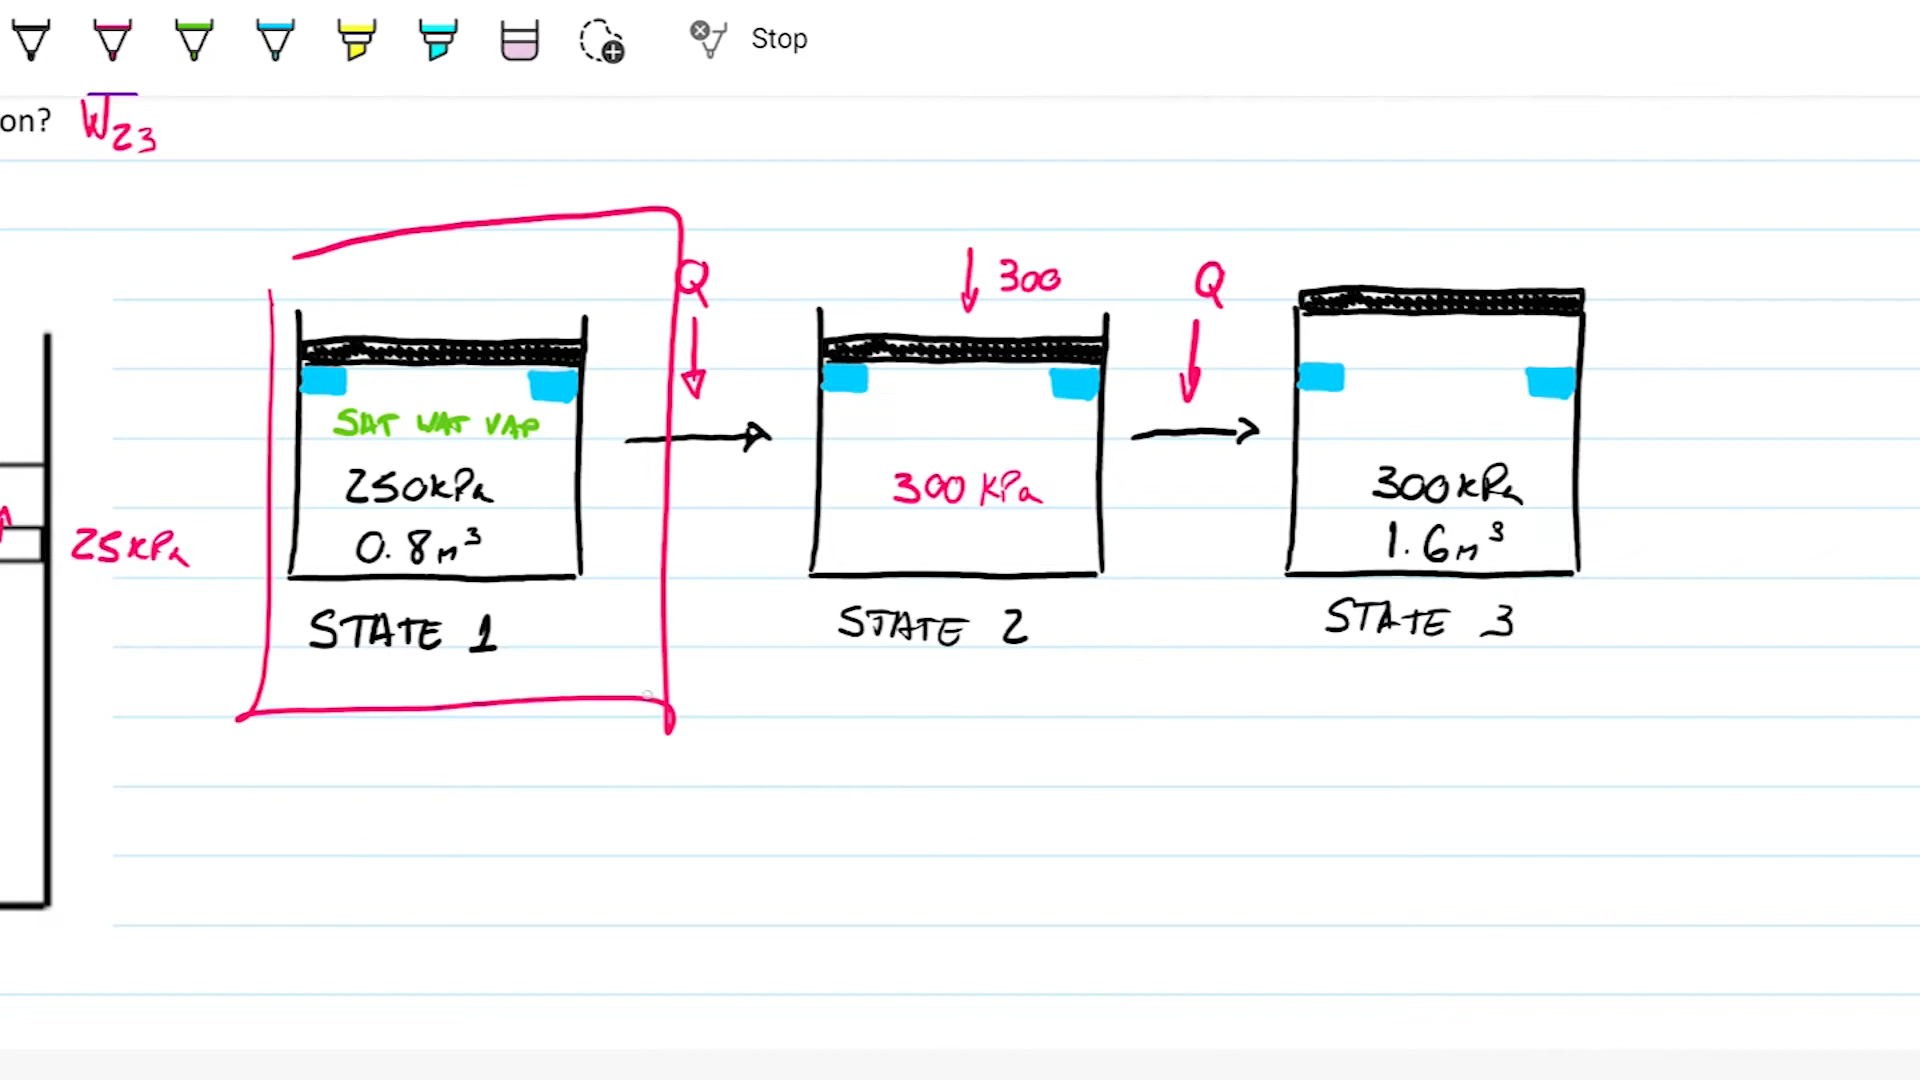 Stop
on? W23
Q
300
Q
SAT WAT VAP
250kPa
0.8m³
300 kPa
300kPa
1.6m³
25kPa
STATE 1
STATE 2
STATE 3